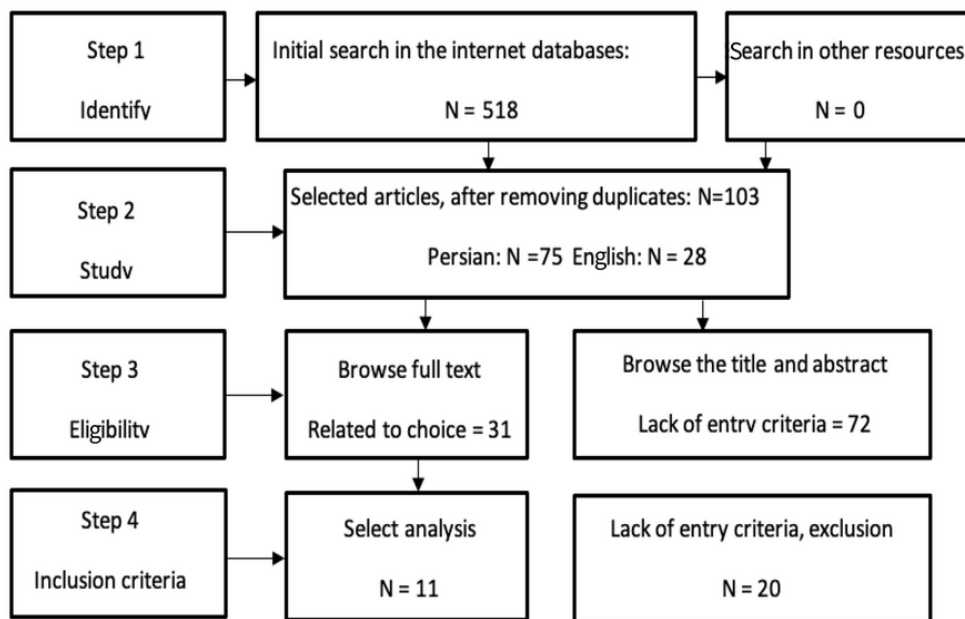 Step 1
Identify
Initial search in the internet databases:
N = 518
Search in other resources
N = 0
Step 2
Study
Selected articles, after removing duplicates: N=103
Persian: N =75 English: N = 28
Step 3
Eligibility
Browse full text
Related to choice = 31
Browse the title and abstract
Lack of entry criteria = 72
Step 4
Inclusion criteria
Select analysis
N = 11
Lack of entry criteria, exclusion
N = 20